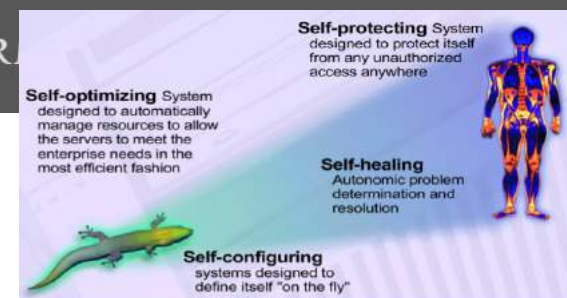 Self-protecting System
designed to protect itself
from any unauthorized
access anywhere
Self-optimizing System
designed to automatically
manage resources to allow
the servers to meet the
enterprise needs in the
most efficient fashion
Self-healing
Autonomic problem
determination and
resolution
Self-configuring
systems designed to
define itself "on the fly"